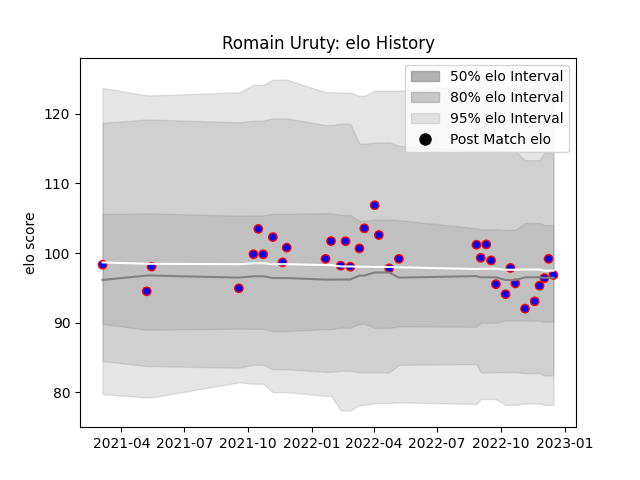 Romain Uruty: elo History
50% elo Interval
80% elo Interval
95% elo Interval
Post Match elo
elo score
120
110
100
90
80
2021-04 2021-07 2021-10 2022-01 2022-04 2022-07 2022-10 2023-01